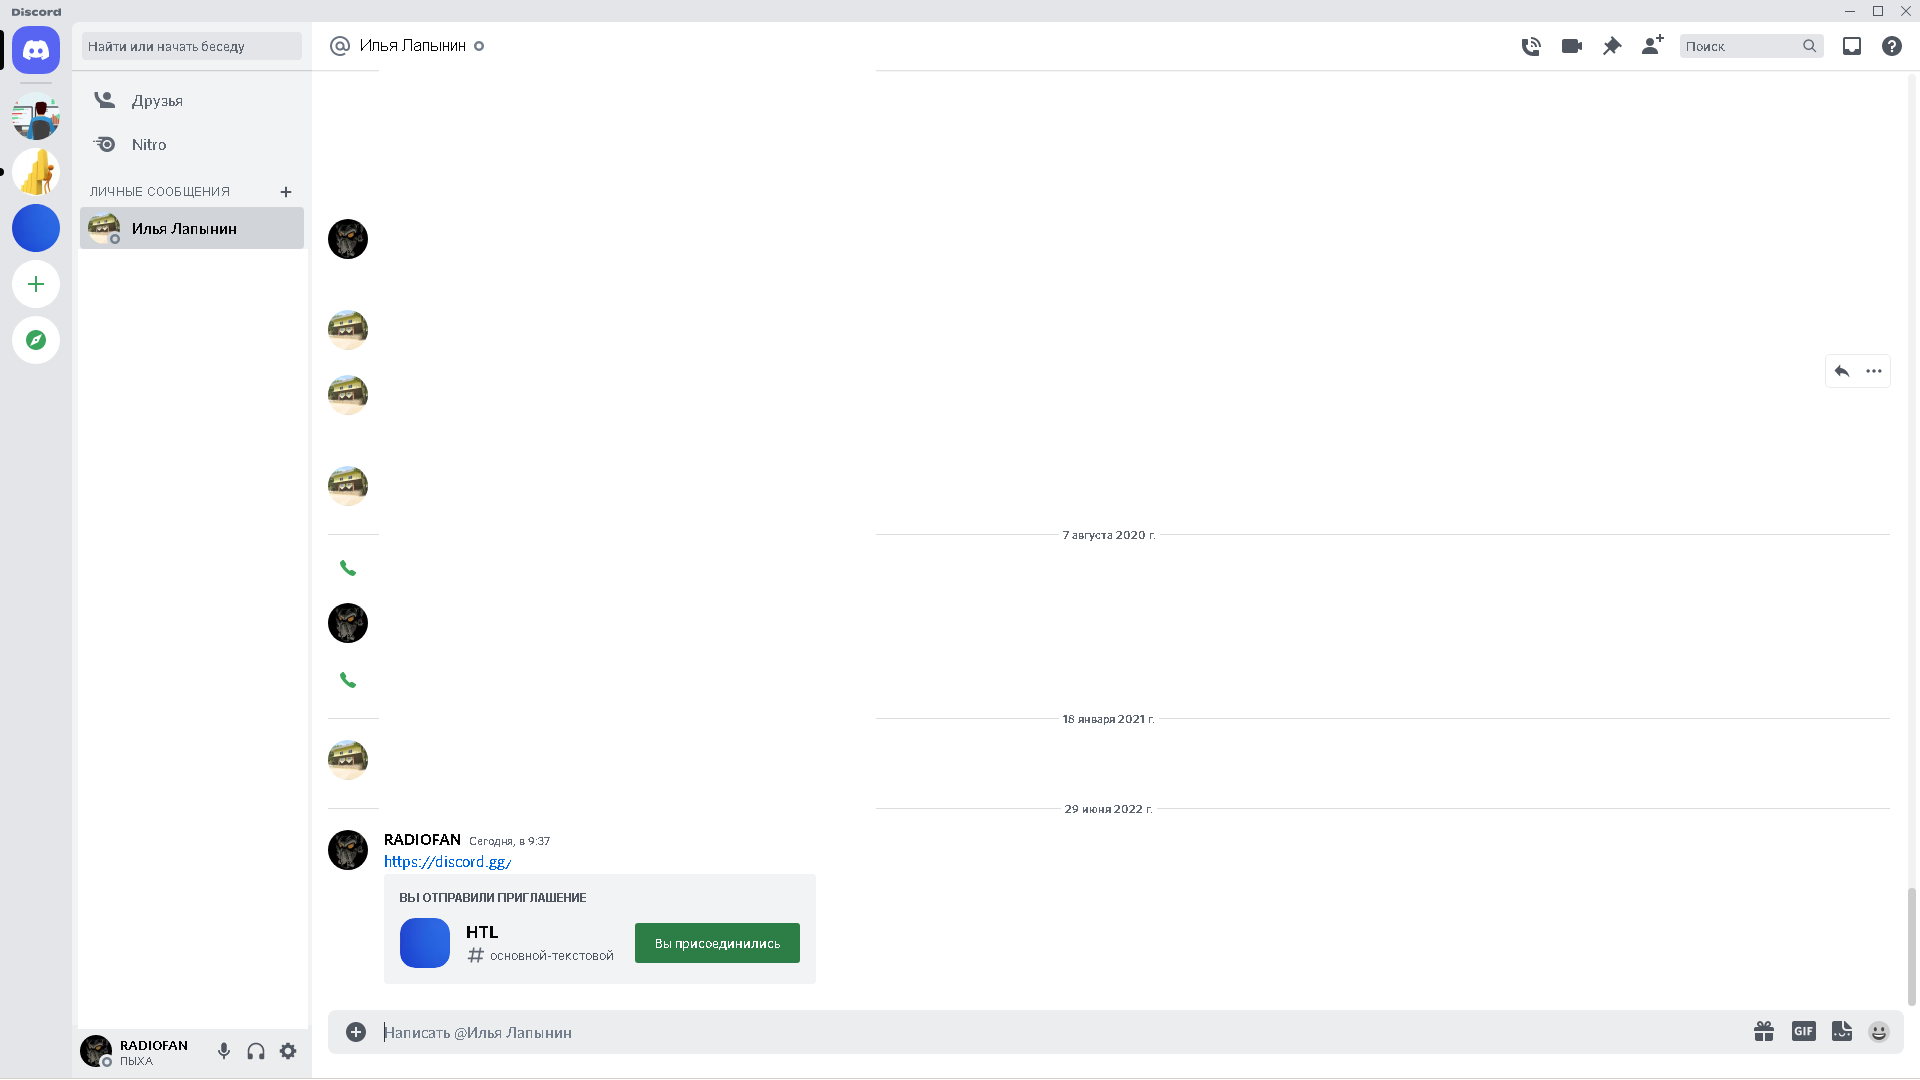 Discord
Найти или начать беседу
Илья Лапынин
Поиск
Друзья
Nitro
ЛИЧНЫЕ СООБЩЕНИЯ
Илья Лапынин
7 августа 2020 г.
18 января 2021 г.
29 июня 2022 г.
RADIOFAN Сегодня, в 9:37
https://discord.gg/
ВЫ ОТПРАВИЛИ ПРИГЛАШЕНИЕ
HTL
основной-текстовой
Вы присоединились
Написать @Илья Лапынин
GIF
RADIOFAN
ПЫХА